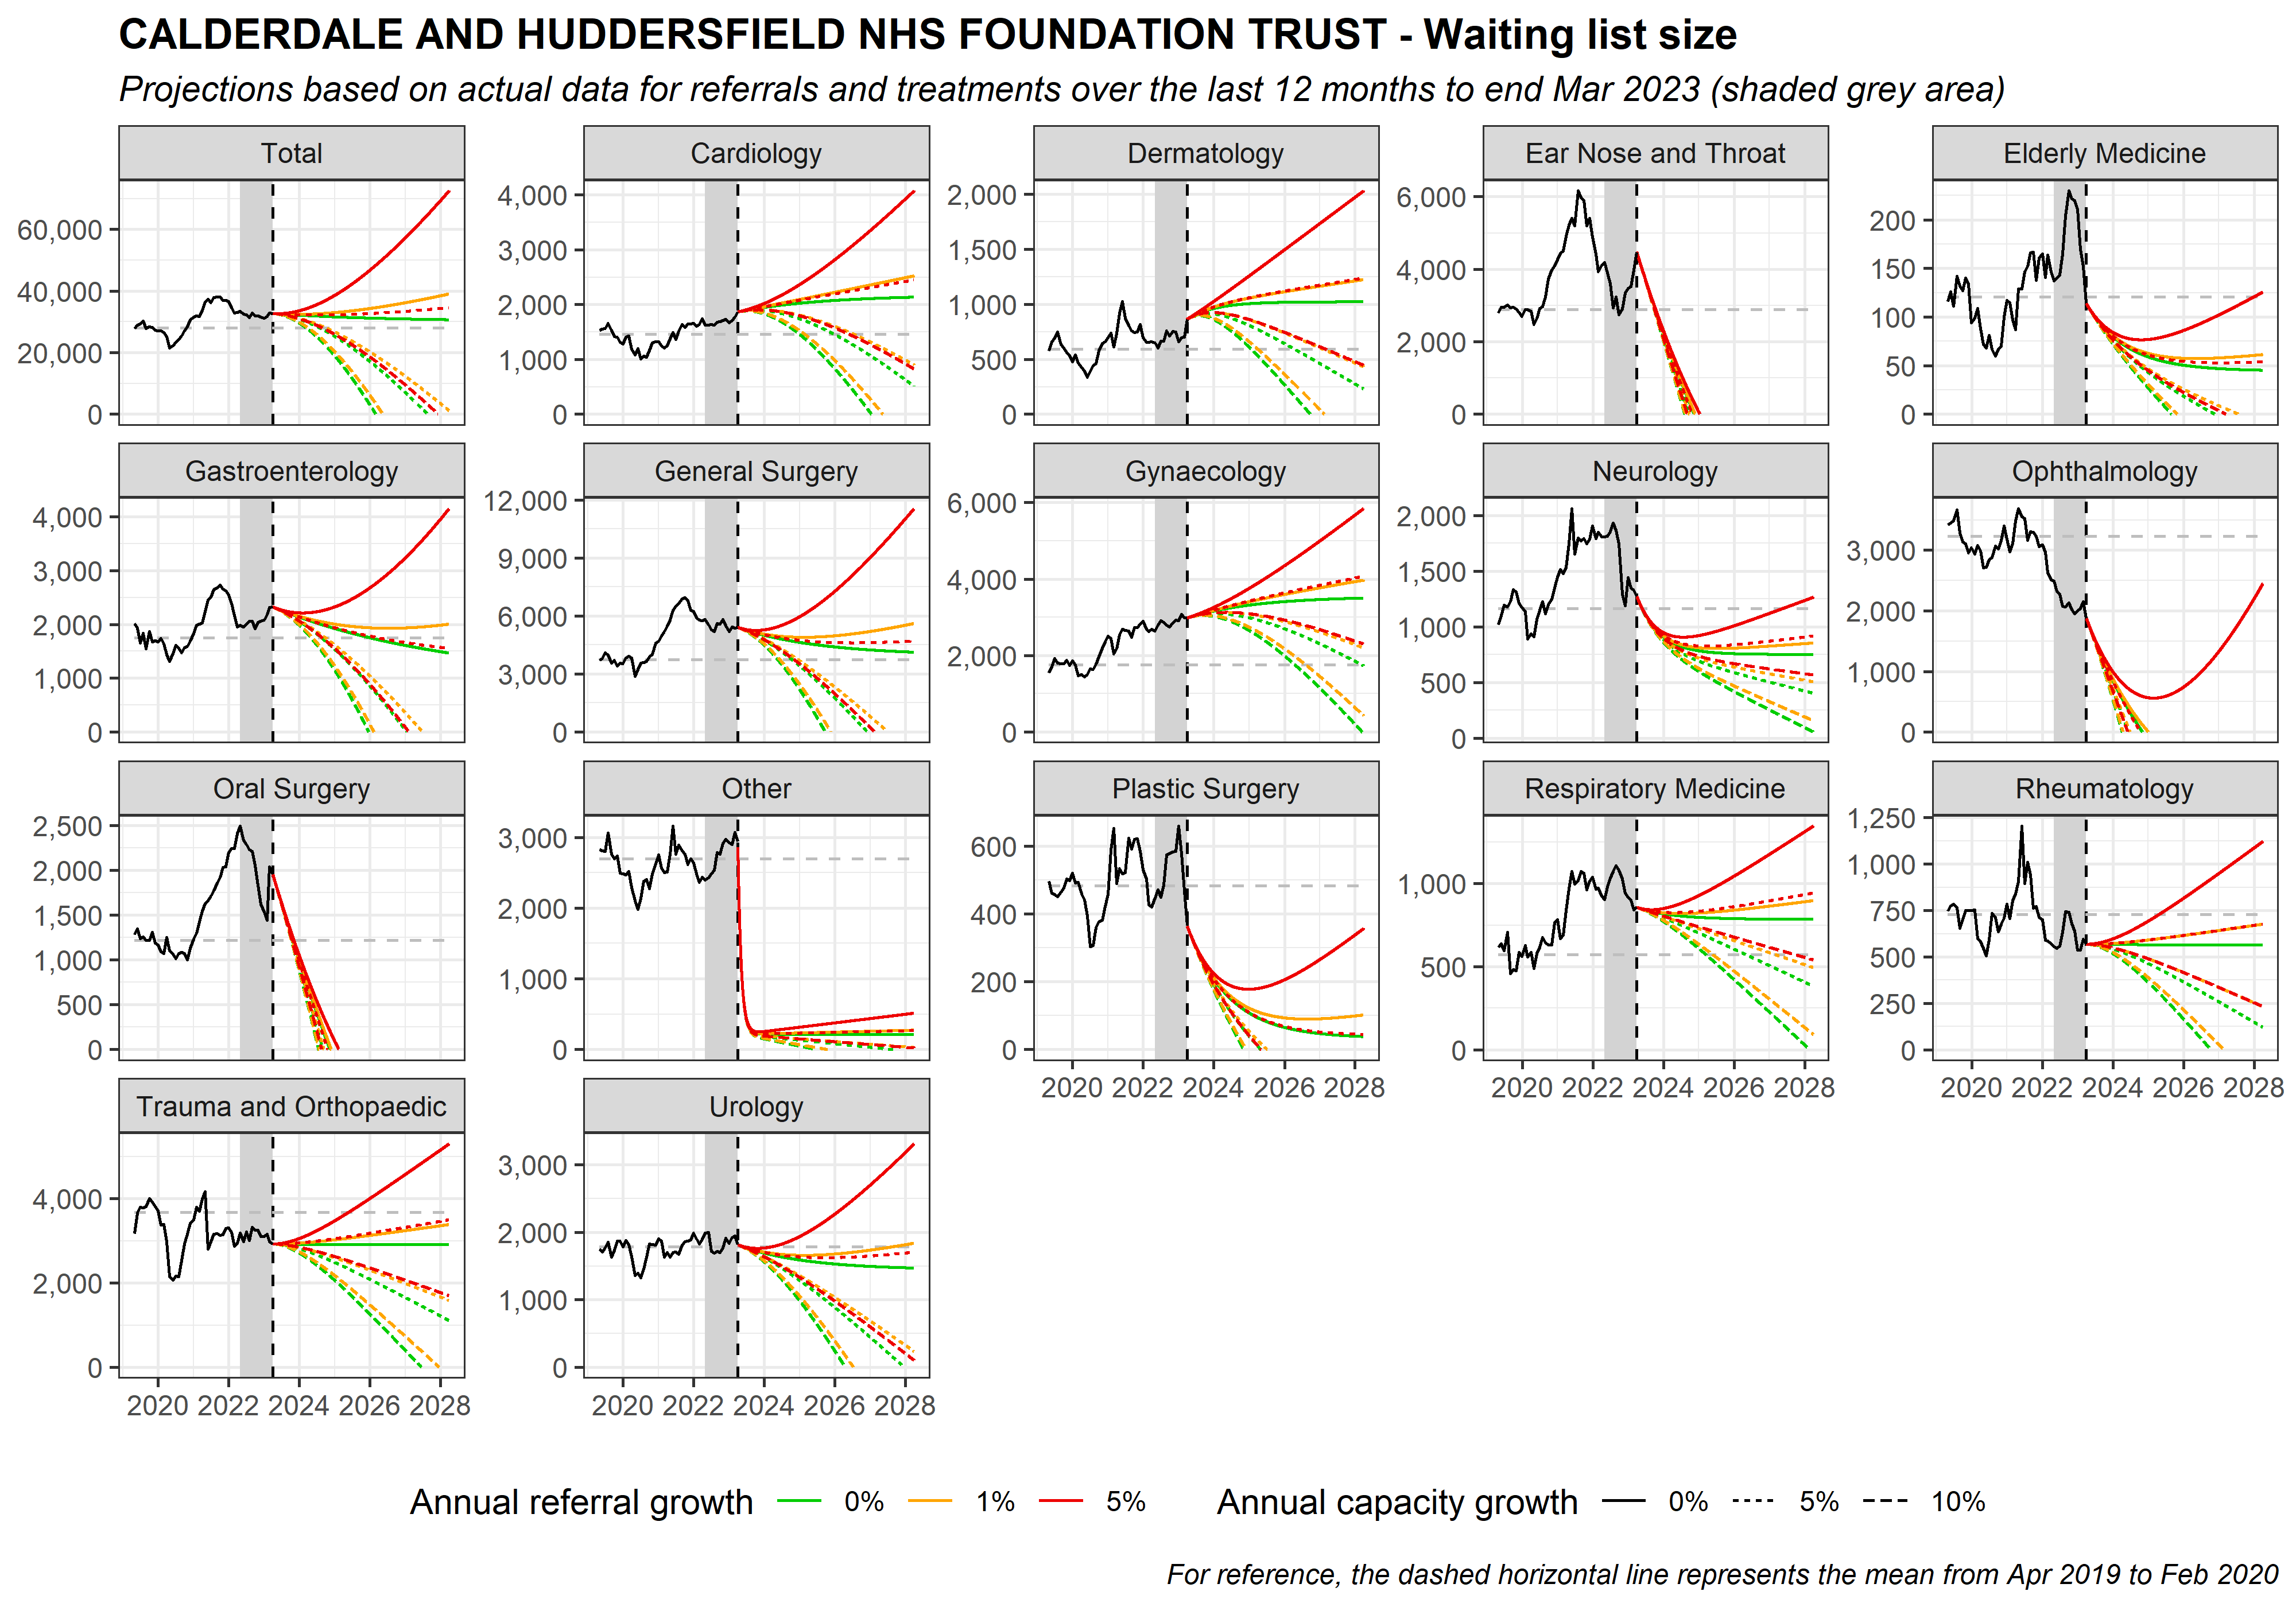 CALDERDALE AND HUDDERSFIELD NHS FOUNDATION TRUST - Waiting list size
Projections based on actual data for referrals and treatments over the last 12 months to end Mar 2023 (shaded grey area)
Total
60,000
40,000
20,000
0
Cardiology
4,000
3,000
2,000
1,000
0
Dermatology
2,000
1,500
1,000
500
0
Ear Nose and Throat
6,000
4,000
2,000
0
Elderly Medicine
200
150
100
50
0
Gastroenterology
4,000
3,000
2,000
1,000
0
General Surgery
12,000
9,000
6,000
3,000
0
Gynaecology
6,000
4,000
2,000
0
Neurology
2,000
1,500
1,000
500
0
Ophthalmology
3,000
2,000
1,000
0
Oral Surgery
2,500
2,000
1,500
1,000
500
0
Other
3,000
2,000
1,000
0
Plastic Surgery
600
400
200
0
2020 2022 2024 2026 2028
Respiratory Medicine
1,000
500
0
2020 2022 2024 2026 2028
Rheumatology
1,250
1,000
750
500
250
0
2020 2022 2024 2026 2028
Trauma and Orthopaedic
4,000
2,000
0
2020 2022 2024 2026 2028
Urology
3,000
2,000
1,000
0
2020 2022 2024 2026 2028
Annual referral growth 0% 1% 5% Annual capacity growth 0% 5% 10%
For reference, the dashed horizontal line represents the mean from Apr 2019 to Feb 2020